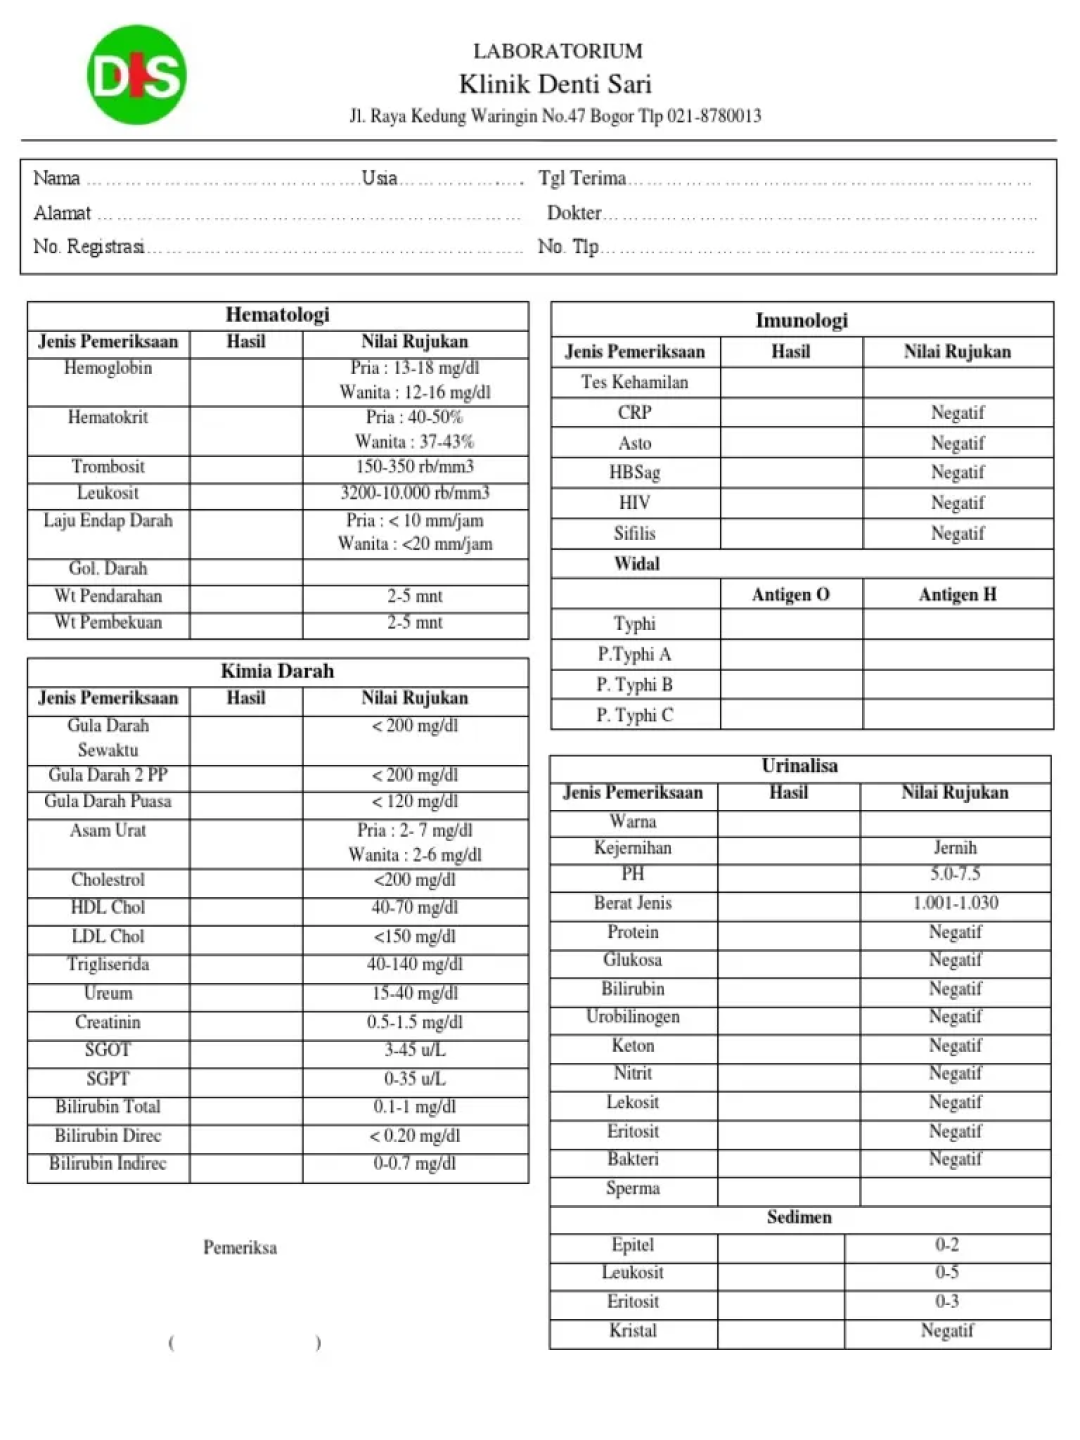 DIS
LABORATORIUM
Klinik Denti Sari
Jl. Raya Kedung Waringin No.47 Bogor Tlp 021-8780013
Nama ……………………………………….Usia…………………. Tgl Terima…………………………………………………………
Alamat …………………………………………………………… Dokter……………………………………………………………..
No. Registrasi…………………………………………………….. No. Tlp……………………………………………………………..
Hematologi
Jenis Pemeriksaan Hasil Nilai Rujukan
Hemoglobin Pria : 13-18 mg/dl
Wanita : 12-16 mg/dl
Hematokrit Pria : 40-50%
Wanita : 37-43%
Trombosit 150-350 rb/mm3
Leukosit 3200-10.000 rb/mm3
Laju Endap Darah Pria : < 10 mm/jam
Wanita : <20 mm/jam
Gol. Darah
Wt Pendarahan 2-5 mnt
Wt Pembekuan 2-5 mnt
Kimia Darah
Jenis Pemeriksaan Hasil Nilai Rujukan
Gula Darah < 200 mg/dl
Sewaktu
Gula Darah 2 PP < 200 mg/dl
Gula Darah Puasa < 120 mg/dl
Asam Urat Pria : 2- 7 mg/dl
Wanita : 2-6 mg/dl
Cholestrol <200 mg/dl
HDL Chol 40-70 mg/dl
LDL Chol <150 mg/dl
Trigliserida 40-140 mg/dl
Ureum 15-40 mg/dl
Creatinin 0.5-1.5 mg/dl
SGOT 3-45 u/L
SGPT 0-35 u/L
Bilirubin Total 0.1-1 mg/dl
Bilirubin Direc < 0.20 mg/dl
Bilirubin Indirec 0-0.7 mg/dl
Pemeriksa
( )
Imunologi
Jenis Pemeriksaan Hasil Nilai Rujukan
Tes Kehamilan
CRP Negatif
Asto Negatif
HBSag Negatif
HIV Negatif
Sifilis Negatif
Widal
Antigen O Antigen H
Typhi
P.Typhi A
P. Typhi B
P. Typhi C
Urinalisa
Jenis Pemeriksaan Hasil Nilai Rujukan
Warna
Kejernihan Jernih
PH 5.0-7.5
Berat Jenis 1.001-1.030
Protein Negatif
Glukosa Negatif
Bilirubin Negatif
Urobilinogen Negatif
Keton Negatif
Nitrit Negatif
Lekosit Negatif
Eritosit Negatif
Bakteri Negatif
Sperma
Sedimen
Epitel 0-2
Leukosit 0-5
Eritosit 0-3
Kristal Negatif